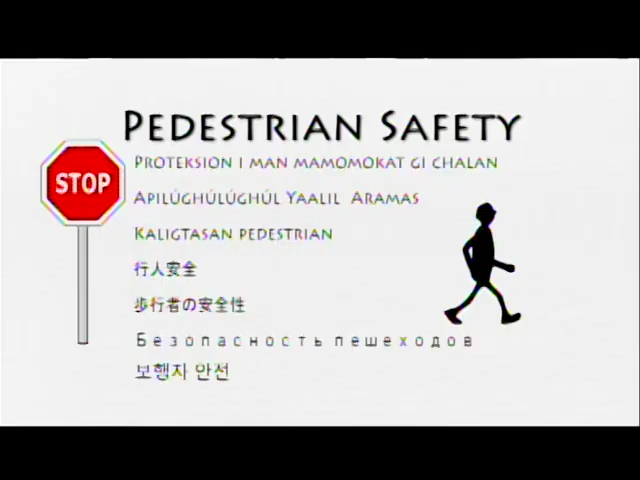 PEDESTRIAN SAFETY
STOP
PROTEKSION I MAN MAMOMOKAT GI CHALAN
APILÚGHÚLÚGHÚL YAALIL ARAMAS
KALIGTASAN PEDESTRIAN
行人安全
歩行者の安全性
Безопасность пешеходов
보행자 안전